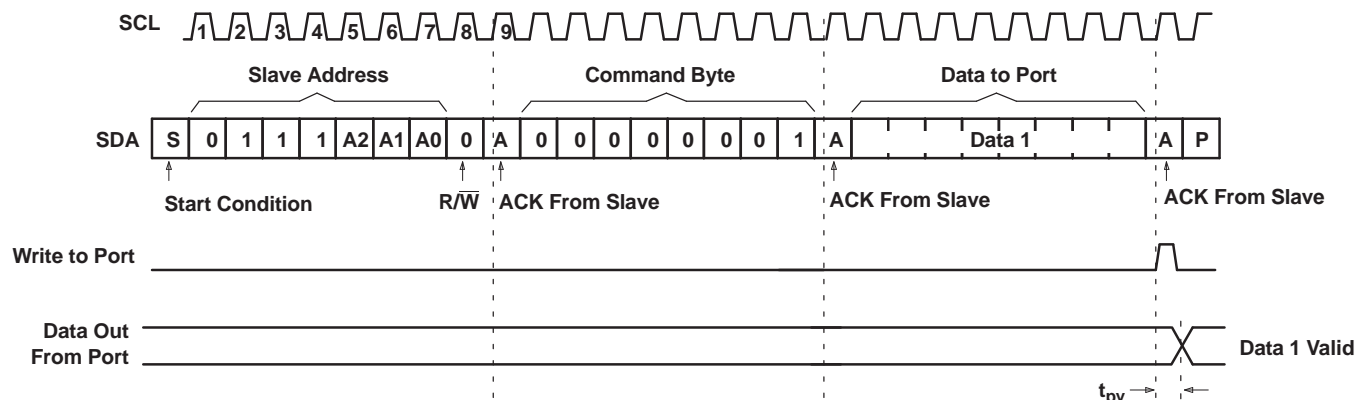 SCL 1 2 3 4 5 6 7 8 9
Slave Address Command Byte Data to Port
SDA S 0 1 1 1 A2 A1 A0 0 A 0 0 0 0 0 0 0 1 A Data 1 A P
Start Condition R/W̅ ACK From Slave ACK From Slave ACK From Slave
Write to Port
Data Out
From Port
Data 1 Valid
tpv